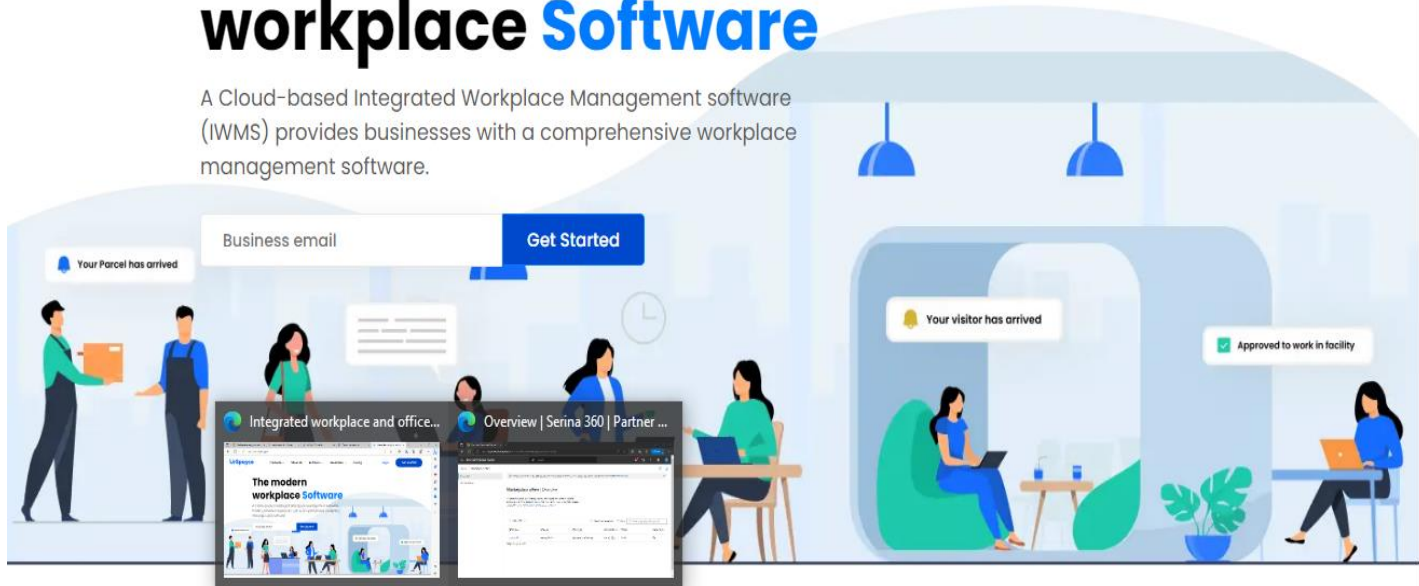 workplace Software
A Cloud-based Integrated Workplace Management software
(IWMS) provides businesses with a comprehensive workplace
management software.
Business email
Get Started
Your Parcel has arrived
Your visitor has arrived
Approved to work in facility
Integrated workplace and office...
Overview | Serina 360 | Partner ...
The modern
workplace Software